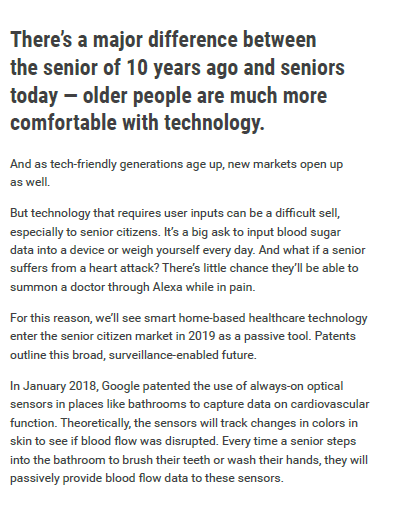 There's a major difference between
the senior of 10 years ago and seniors
today — older people are much more
comfortable with technology.
And as tech-friendly generations age up, new markets open up
as well.
But technology that requires user inputs can be a difficult sell,
especially to senior citizens. It's a big ask to input blood sugar
data into a device or weigh yourself every day. And what if a senior
suffers from a heart attack? There's little chance they'll be able to
summon a doctor through Alexa while in pain.
For this reason, we'll see smart home-based healthcare technology
enter the senior citizen market in 2019 as a passive tool. Patents
outline this broad, surveillance-enabled future.
In January 2018, Google patented the use of always-on optical
sensors in places like bathrooms to capture data on cardiovascular
function. Theoretically, the sensors will track changes in colors in
skin to see if blood flow was disrupted. Every time a senior steps
into the bathroom to brush their teeth or wash their hands, they will
passively provide blood flow data to these sensors.